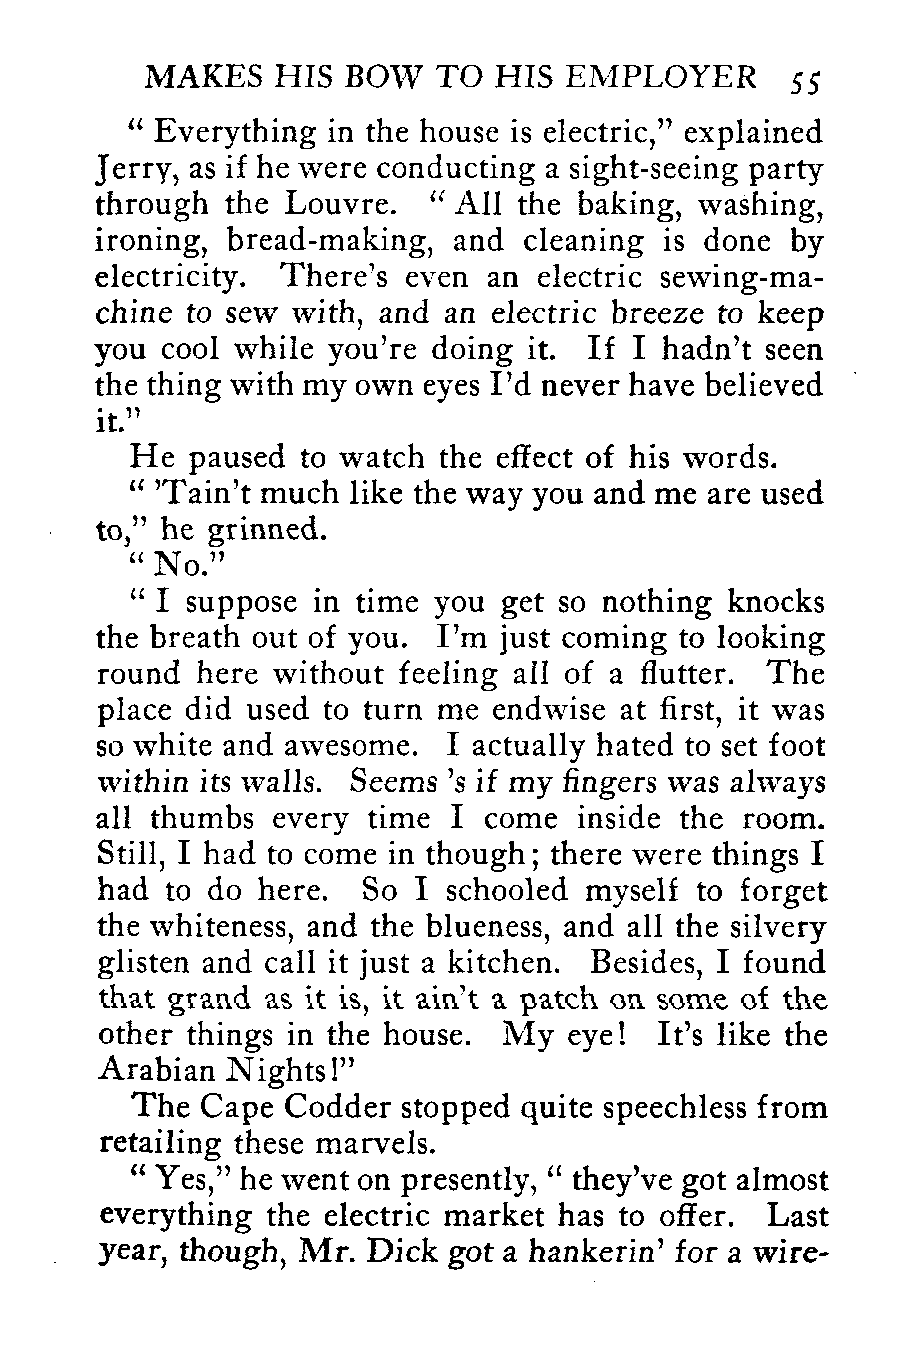 MAKES HIS BOW TO HIS EMPLOYER 55
“ Everything in the house is electric,” explained
Jerry, as if he were conducting a sight-seeing party
through the Louvre. “ All the baking, washing,
ironing, bread-making, and cleaning is done by
electricity. There’s even an electric sewing-ma-
chine to sew with, and an electric breeze to keep
you cool while you’re doing it. If I hadn’t seen
the thing with my own eyes I’d never have believed
it.”
He paused to watch the effect of his words.
“ ’Tain’t much like the way you and me are used
to,” he grinned.
“ No.”
“ I suppose in time you get so nothing knocks
the breath out of you. I’m just coming to looking
round here without feeling all of a flutter. The
place did used to turn me endwise at first, it was
so white and awesome. I actually hated to set foot
within its walls. Seems ’s if my fingers was always
all thumbs every time I come inside the room.
Still, I had to come in though; there were things I
had to do here. So I schooled myself to forget
the whiteness, and the blueness, and all the silvery
glisten and call it just a kitchen. Besides, I found
that grand as it is, it ain’t a patch on some of the
other things in the house. My eye! It’s like the
Arabian Nights!”
The Cape Codder stopped quite speechless from
retailing these marvels.
“ Yes,” he went on presently, “ they’ve got almost
everything the electric market has to offer. Last
year, though, Mr. Dick got a hankerin’ for a wire-